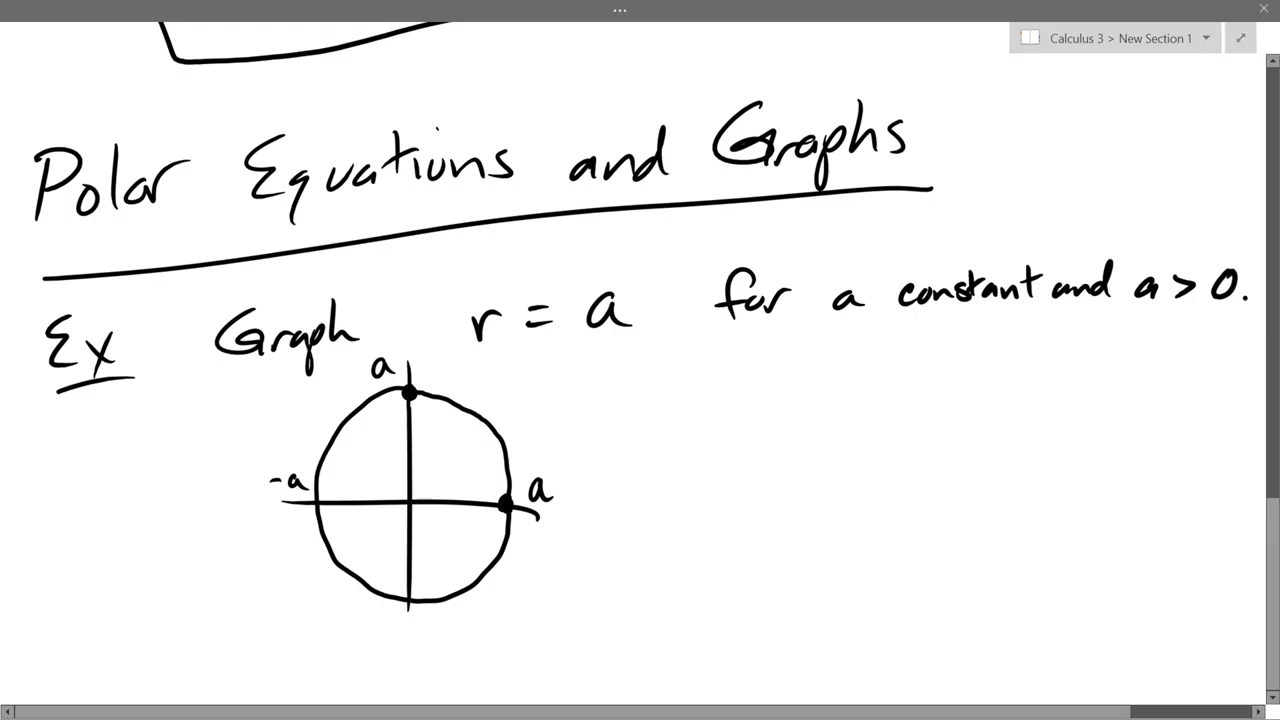 ...
Calculus 3 > New Section 1
Polar Equations and Graphs
Ex Graph r = a for a constant and a > 0.
a
-a a